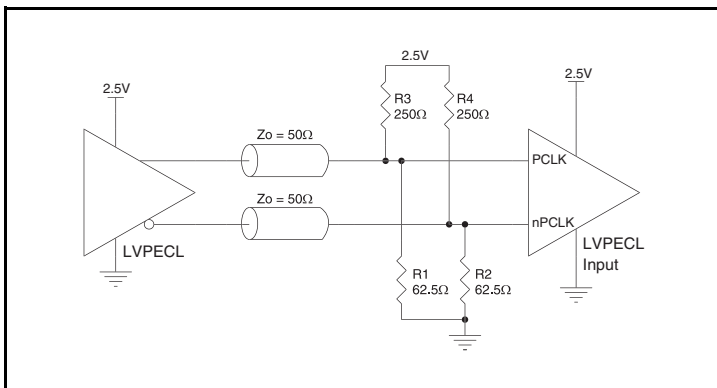 2.5V
2.5V
2.5V
R3
250Ω
R4
250Ω
Zo = 50Ω
PCLK
Zo = 50Ω
nPCLK
LVPECL
LVPECL
Input
R1
62.5Ω
R2
62.5Ω